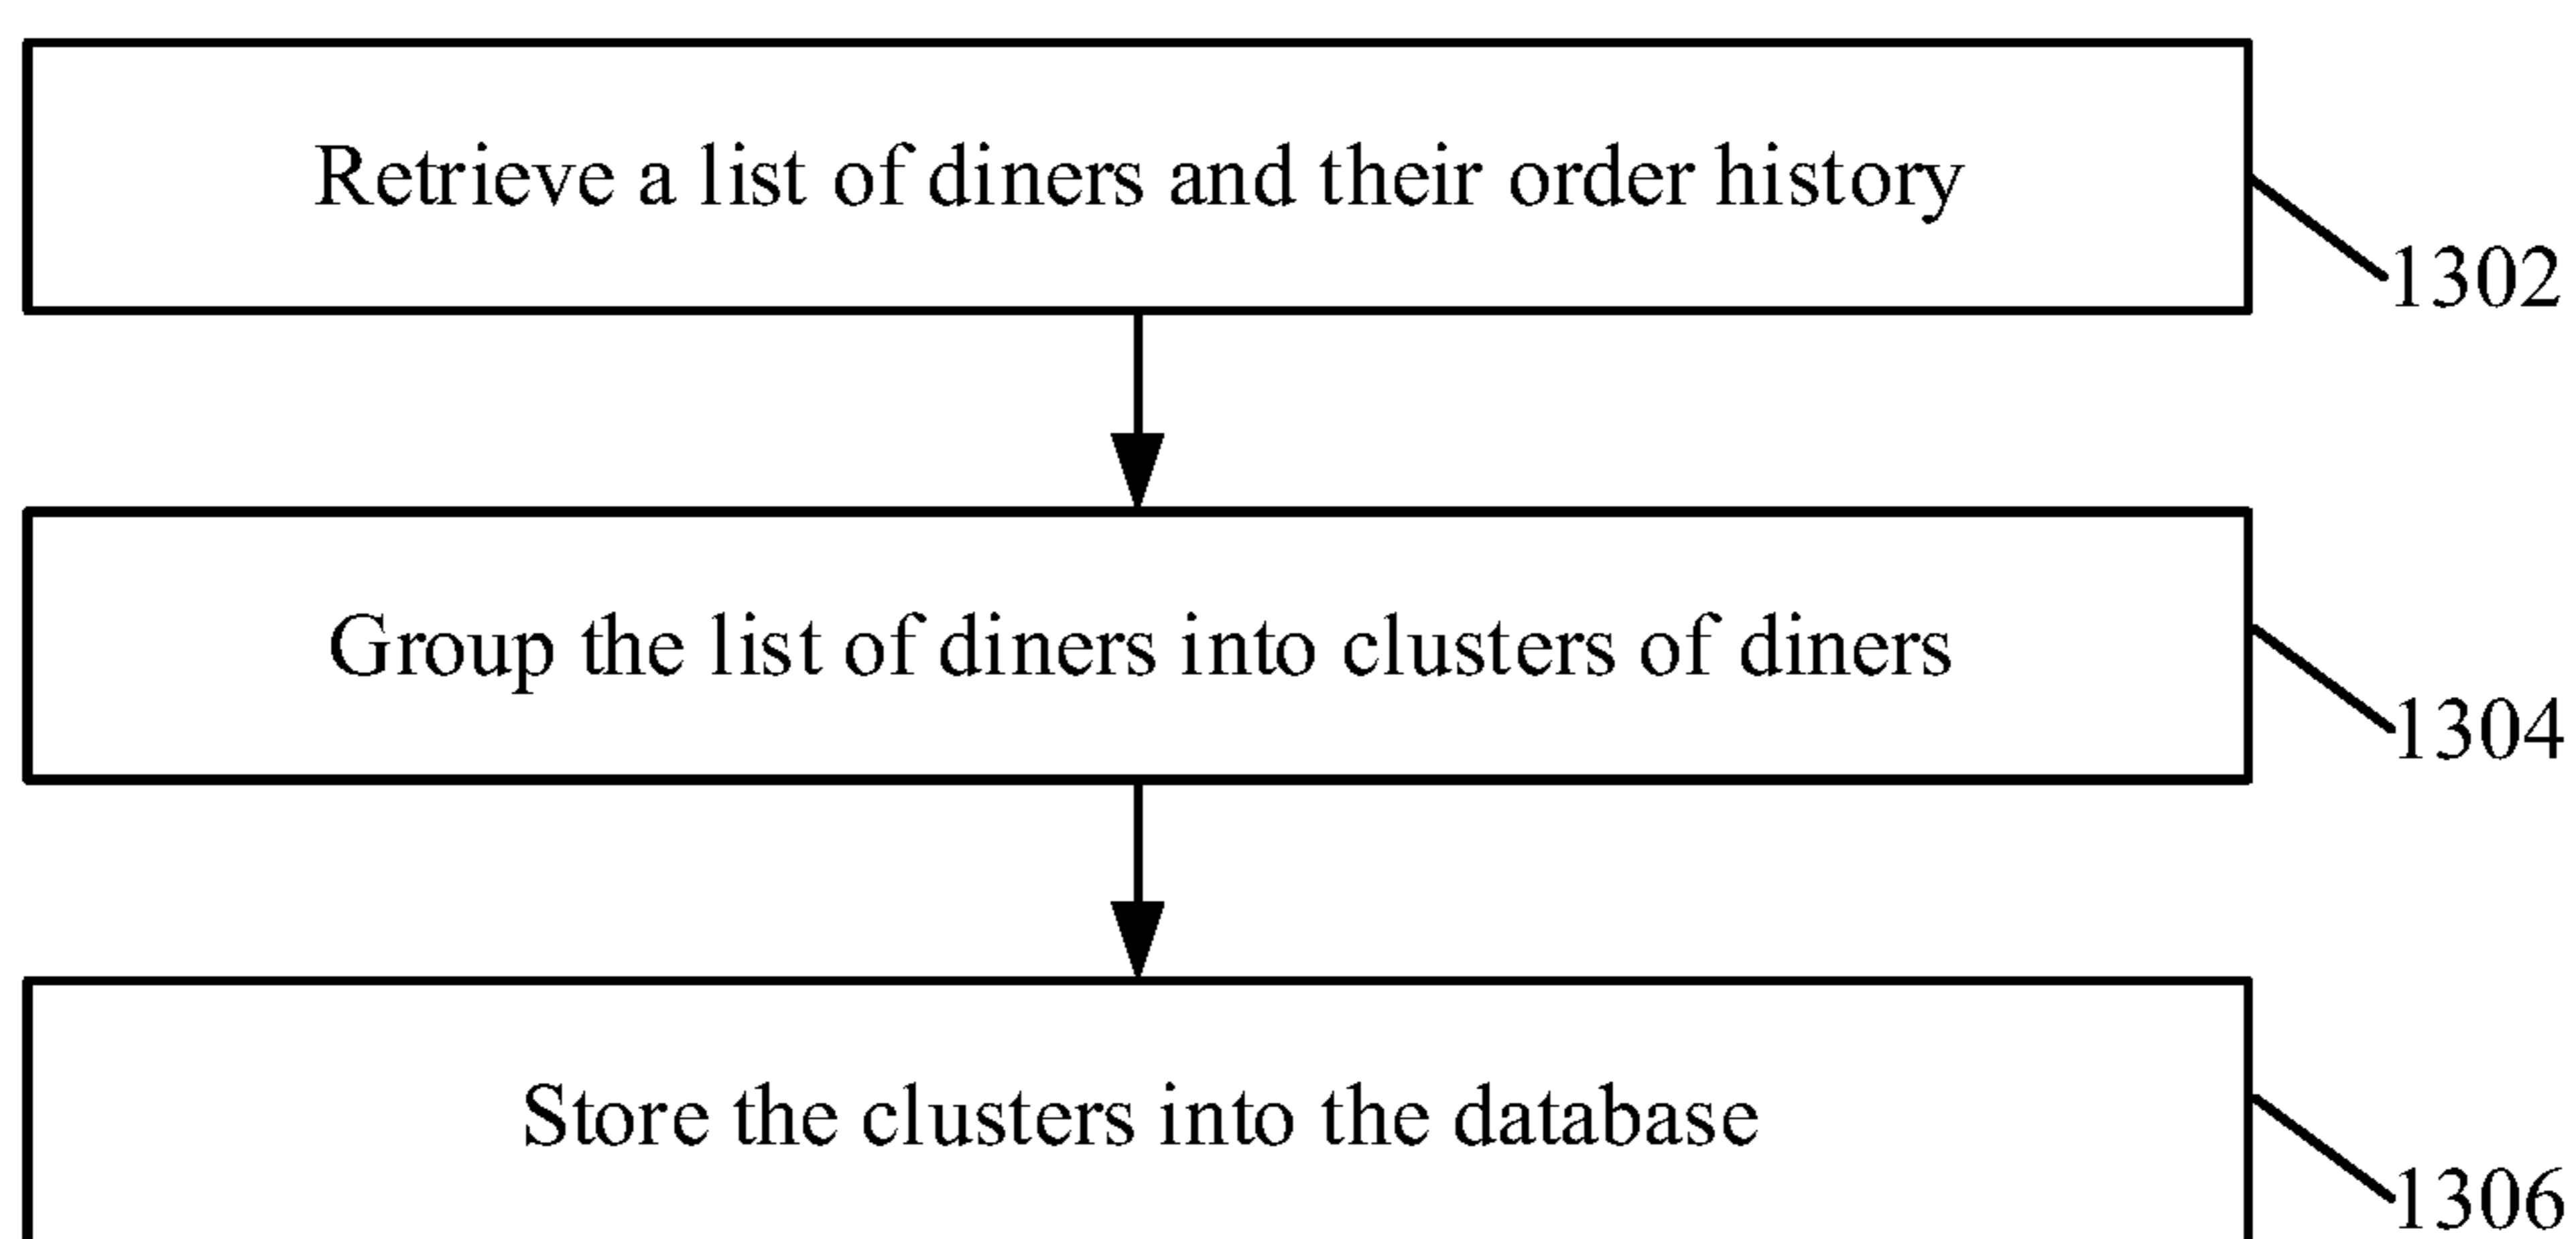 Retrieve a list of diners and their order history
1302
Group the list of diners into clusters of diners
1304
Store the clusters into the database
1306